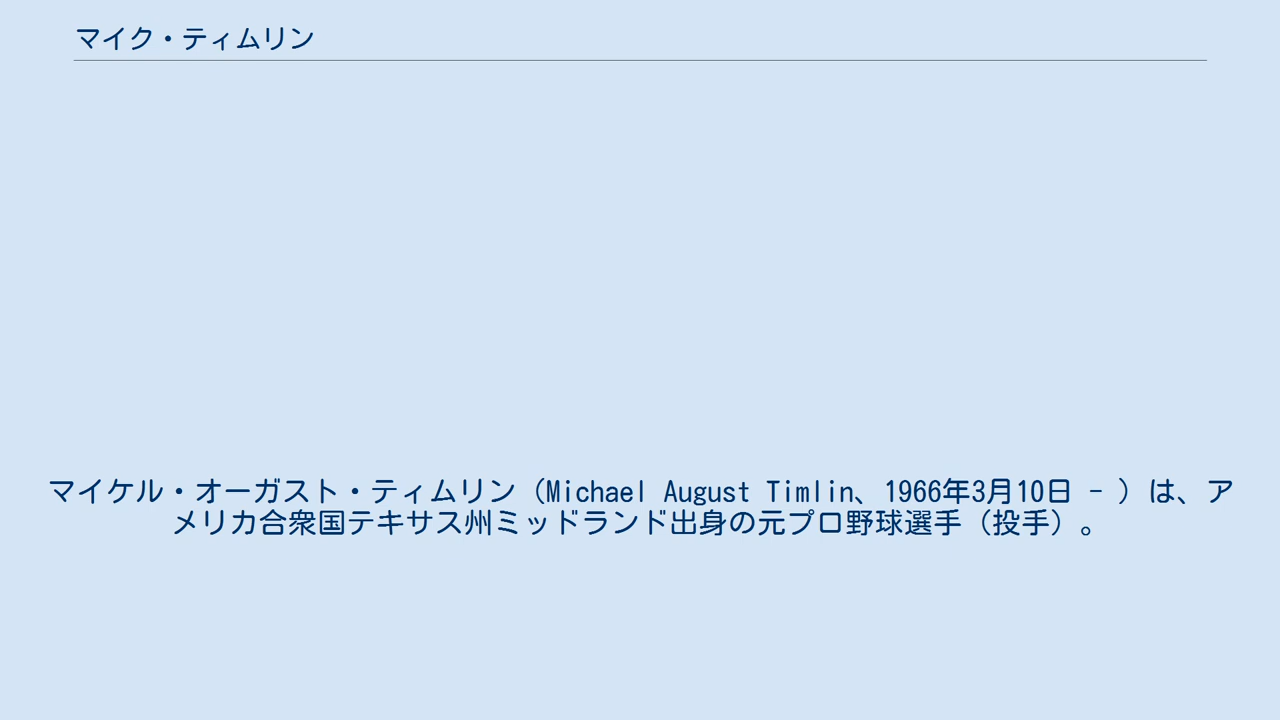 マイク・ティムリン
マイケル・オーガスト・ティムリン（Michael August Timlin、1966年3月10日 - ）は、ア
メリカ合衆国テキサス州ミッドランド出身の元プロ野球選手（投手）。